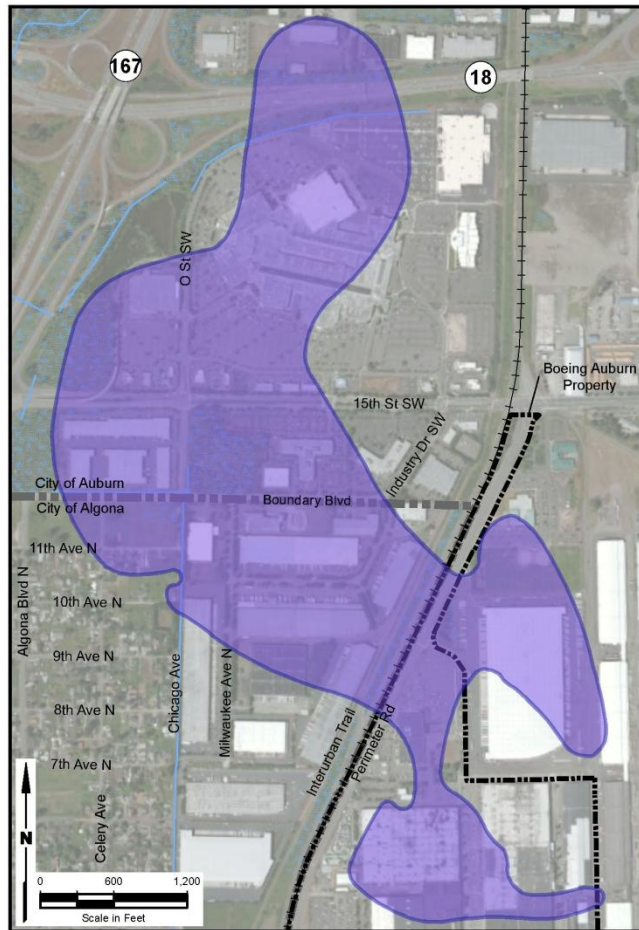 167
18
O St SW
Boeing Auburn
Property
15th St SW
Industry Dr SW
City of Auburn
City of Algona
Boundary Blvd
11th Ave N
Algona Blvd N
10th Ave N
9th Ave N
Chicago Ave
Milwaukee Ave N
8th Ave N
7th Ave N
Interurban Trail
Perimeter Rd
Celery Ave
N
0 600 1,200
Scale in Feet